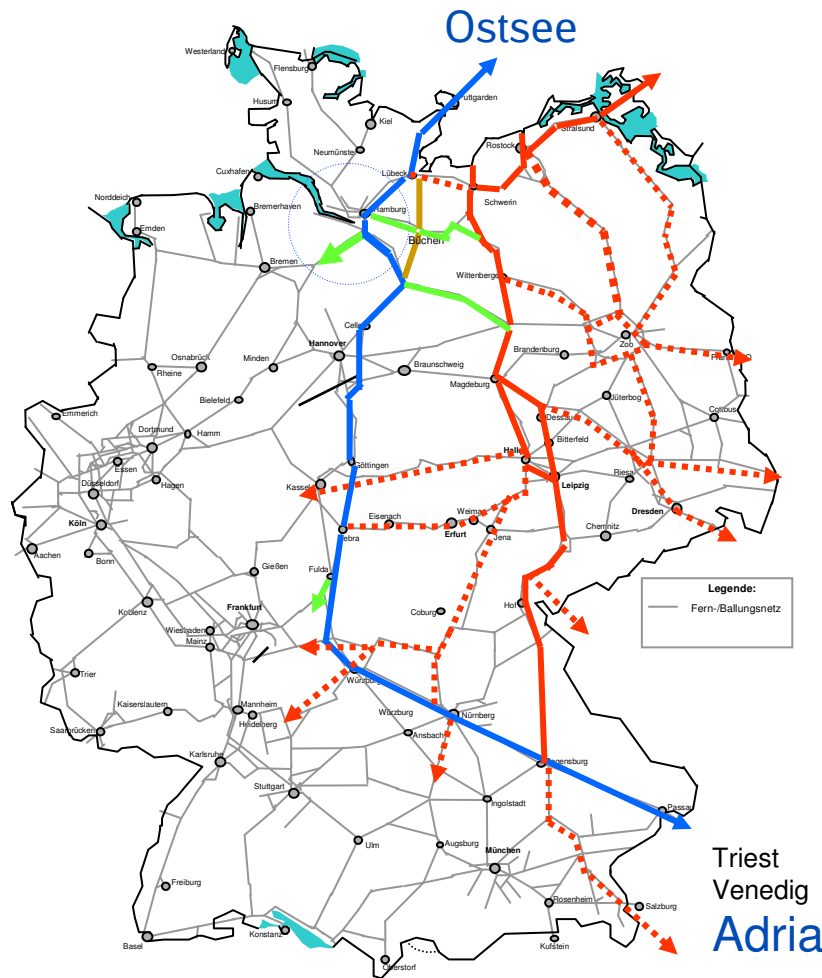 Ostsee
Westerland
Flensburg
Puttgarden
Husum
Kiel
Stralsund
Neumünste
Rostock
Cuxhafen
Lübeck
Norddeich
Schwerin
Bremerhaven
Hamburg
Emden
Büchen
Bremen
Wittenberge
Celle
Zoo
Hannover
Brandenburg
Osnabrück
Minden
Braunschweig
Rheine
Magdeburg
Jüterbog
Bielefeld
Emmerich
Dessau
Cottbus
Dortmund
Hamm
Bitterfeld
Halle
Essen
Göttingen
Riesa
Düsseldorf
Hagen
Kassel
Leipzig
Köln
Eisenach
Weimar
Dresden
Erfurt
Bebra
Jena
Chemnitz
Aachen
Bonn
Gießen
Fulda
Legende:
Fern-/Ballungsnetz
Koblenz
Frankfurt
Coburg
Hof
Wiesbaden
Mainz
Trier
Würzburg
Kaiserslautern
Mannheim
Würzburg
Nürnberg
Heidelberg
Saarbrücken
Ansbach
Karlsruhe
Regensburg
Stuttgart
Ingolstadt
Passau
Ulm
Augsburg
München
Triest
Freiburg
Venedig
Rosenheim
Salzburg
Konstanz
Adria
Basel
Kufstein
Oberstorf